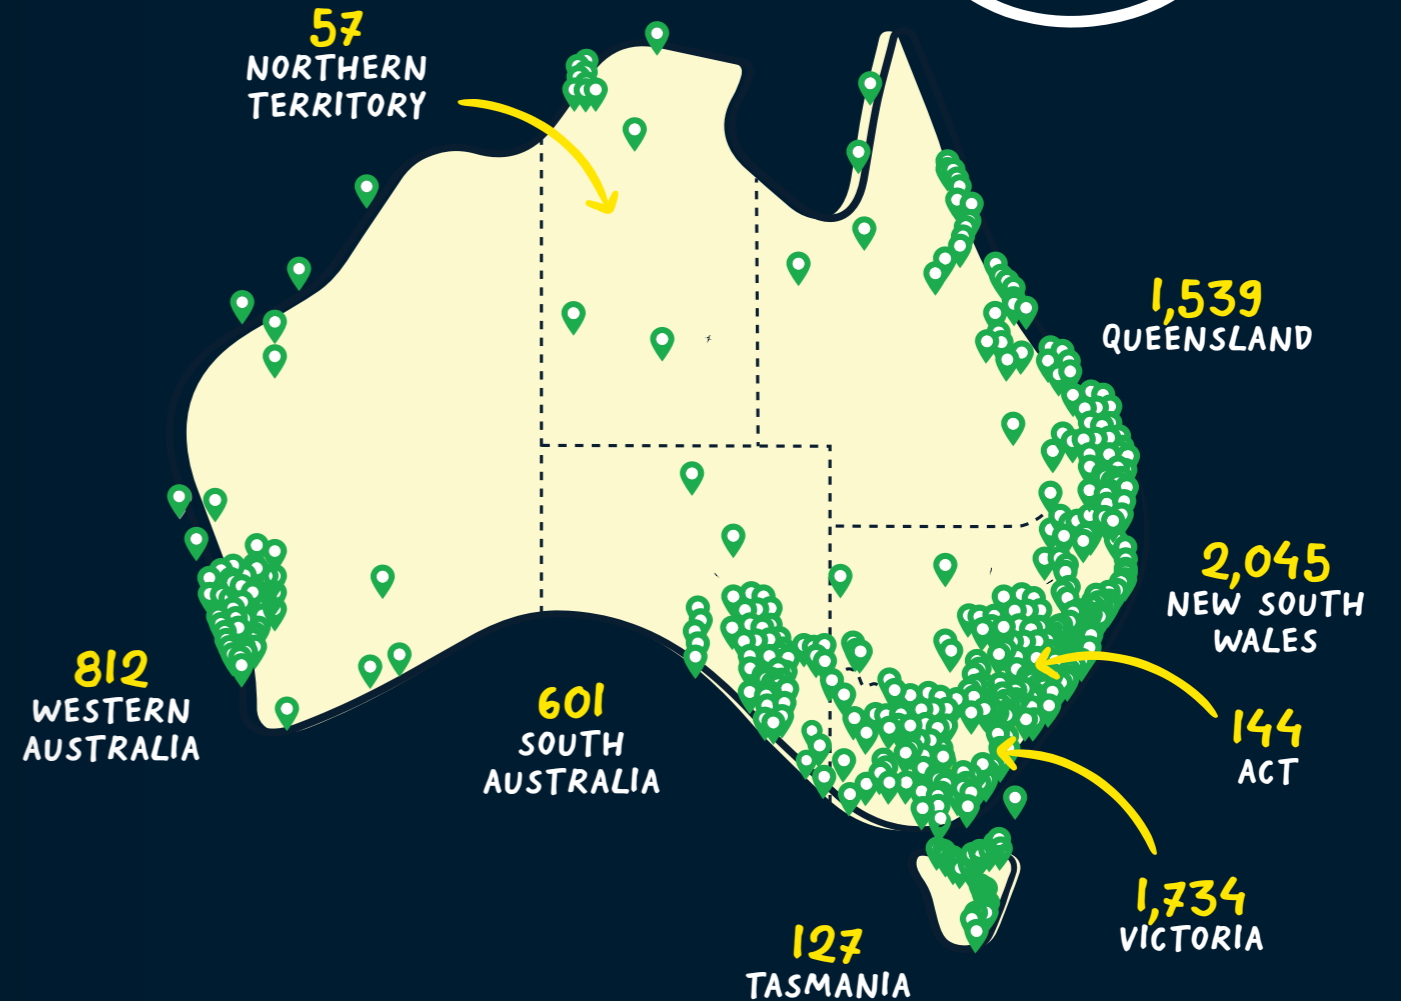 57
NORTHERN
TERRITORY
1,539
QUEENSLAND
2,045
NEW SOUTH
WALES
812
WESTERN
AUSTRALIA
601
SOUTH
AUSTRALIA
144
ACT
1,734
VICTORIA
127
TASMANIA